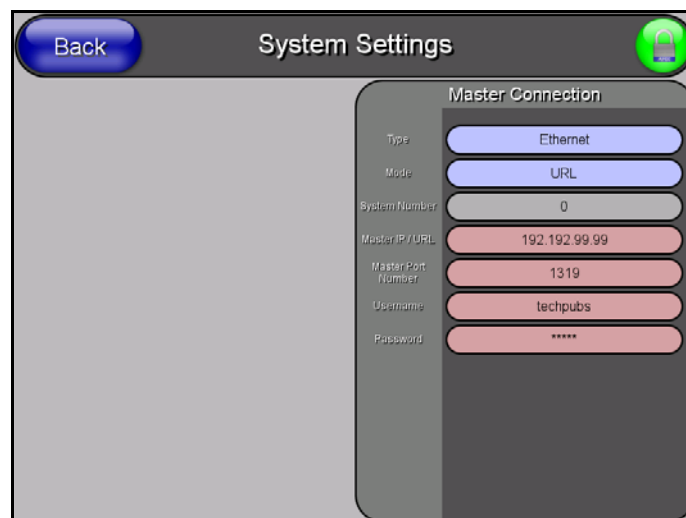 Back
System Settings
Master Connection
Type
Ethernet
Mode
URL
System Number
0
Master IP / URL
192.192.99.99
Master Port
Number
1319
Username
techpubs
Password
*****